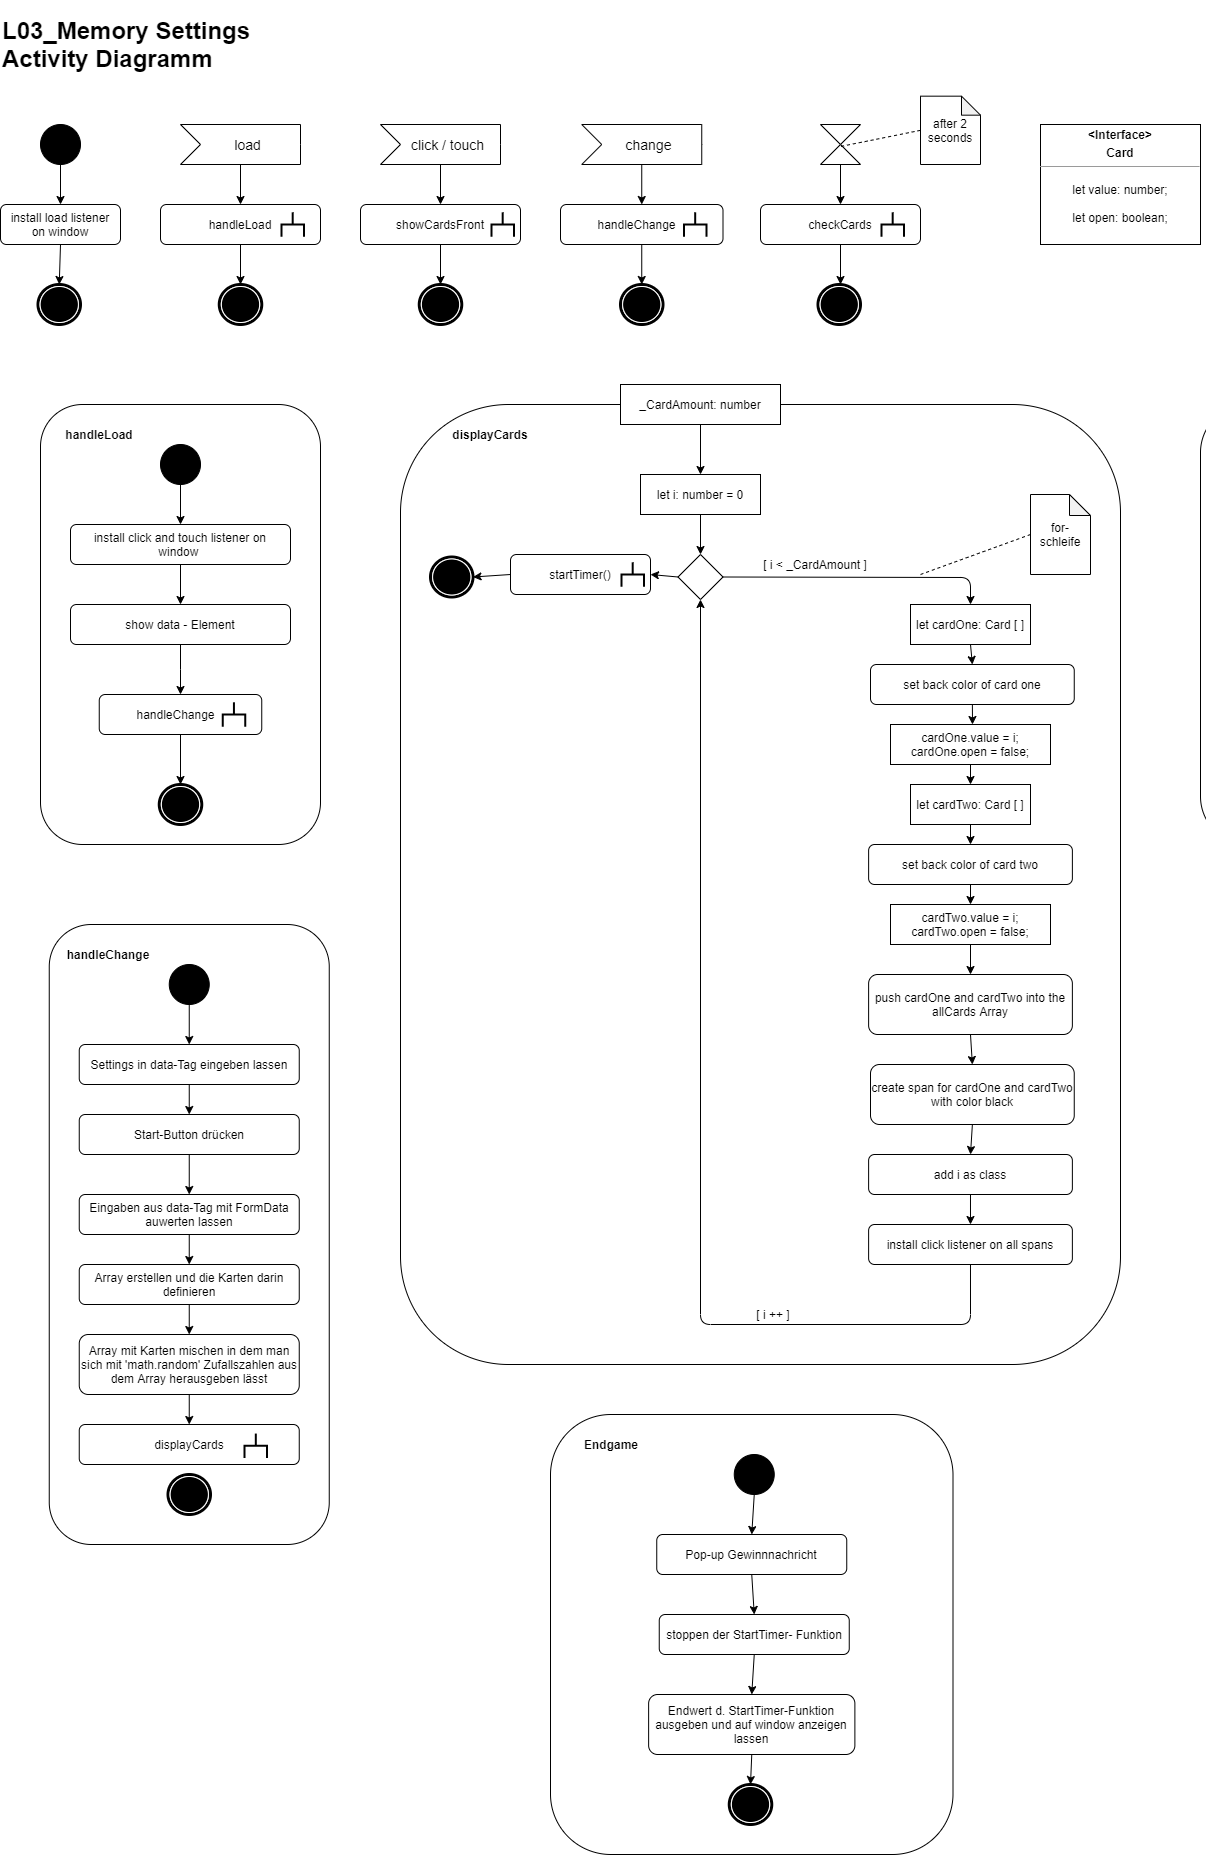 L03_Memory Settings
Activity Diagramm
load
click / touch
change
after 2
seconds
<Interface>
Card
let value: number;
let open: boolean;
install load listener
on window
handleLoad
showCardsFront
handleChange
checkCards
handleLoad
install click and touch listener on
window
show data - Element
handleChange
displayCards
_CardAmount: number
let i: number = 0
for-
schleife
[ i < _CardAmount ]
startTimer()
let cardOne: Card [ ]
set back color of card one
cardOne.value = i;
cardOne.open = false;
let cardTwo: Card [ ]
set back color of card two
cardTwo.value = i;
cardTwo.open = false;
push cardOne and cardTwo into the
allCards Array
create span for cardOne and cardTwo
with color black
add i as class
install click listener on all spans
[ i ++ ]
handleChange
Settings in data-Tag eingeben lassen
Start-Button drücken
Eingaben aus data-Tag mit FormData
auwerten lassen
Array erstellen und die Karten darin
definieren
Array mit Karten mischen in dem man
sich mit 'math.random' Zufallszahlen aus
dem Array herausgeben lässt
displayCards
Endgame
Pop-up Gewinnnachricht
stoppen der StartTimer- Funktion
Endwert d. StartTimer-Funktion
ausgeben und auf window anzeigen
lassen